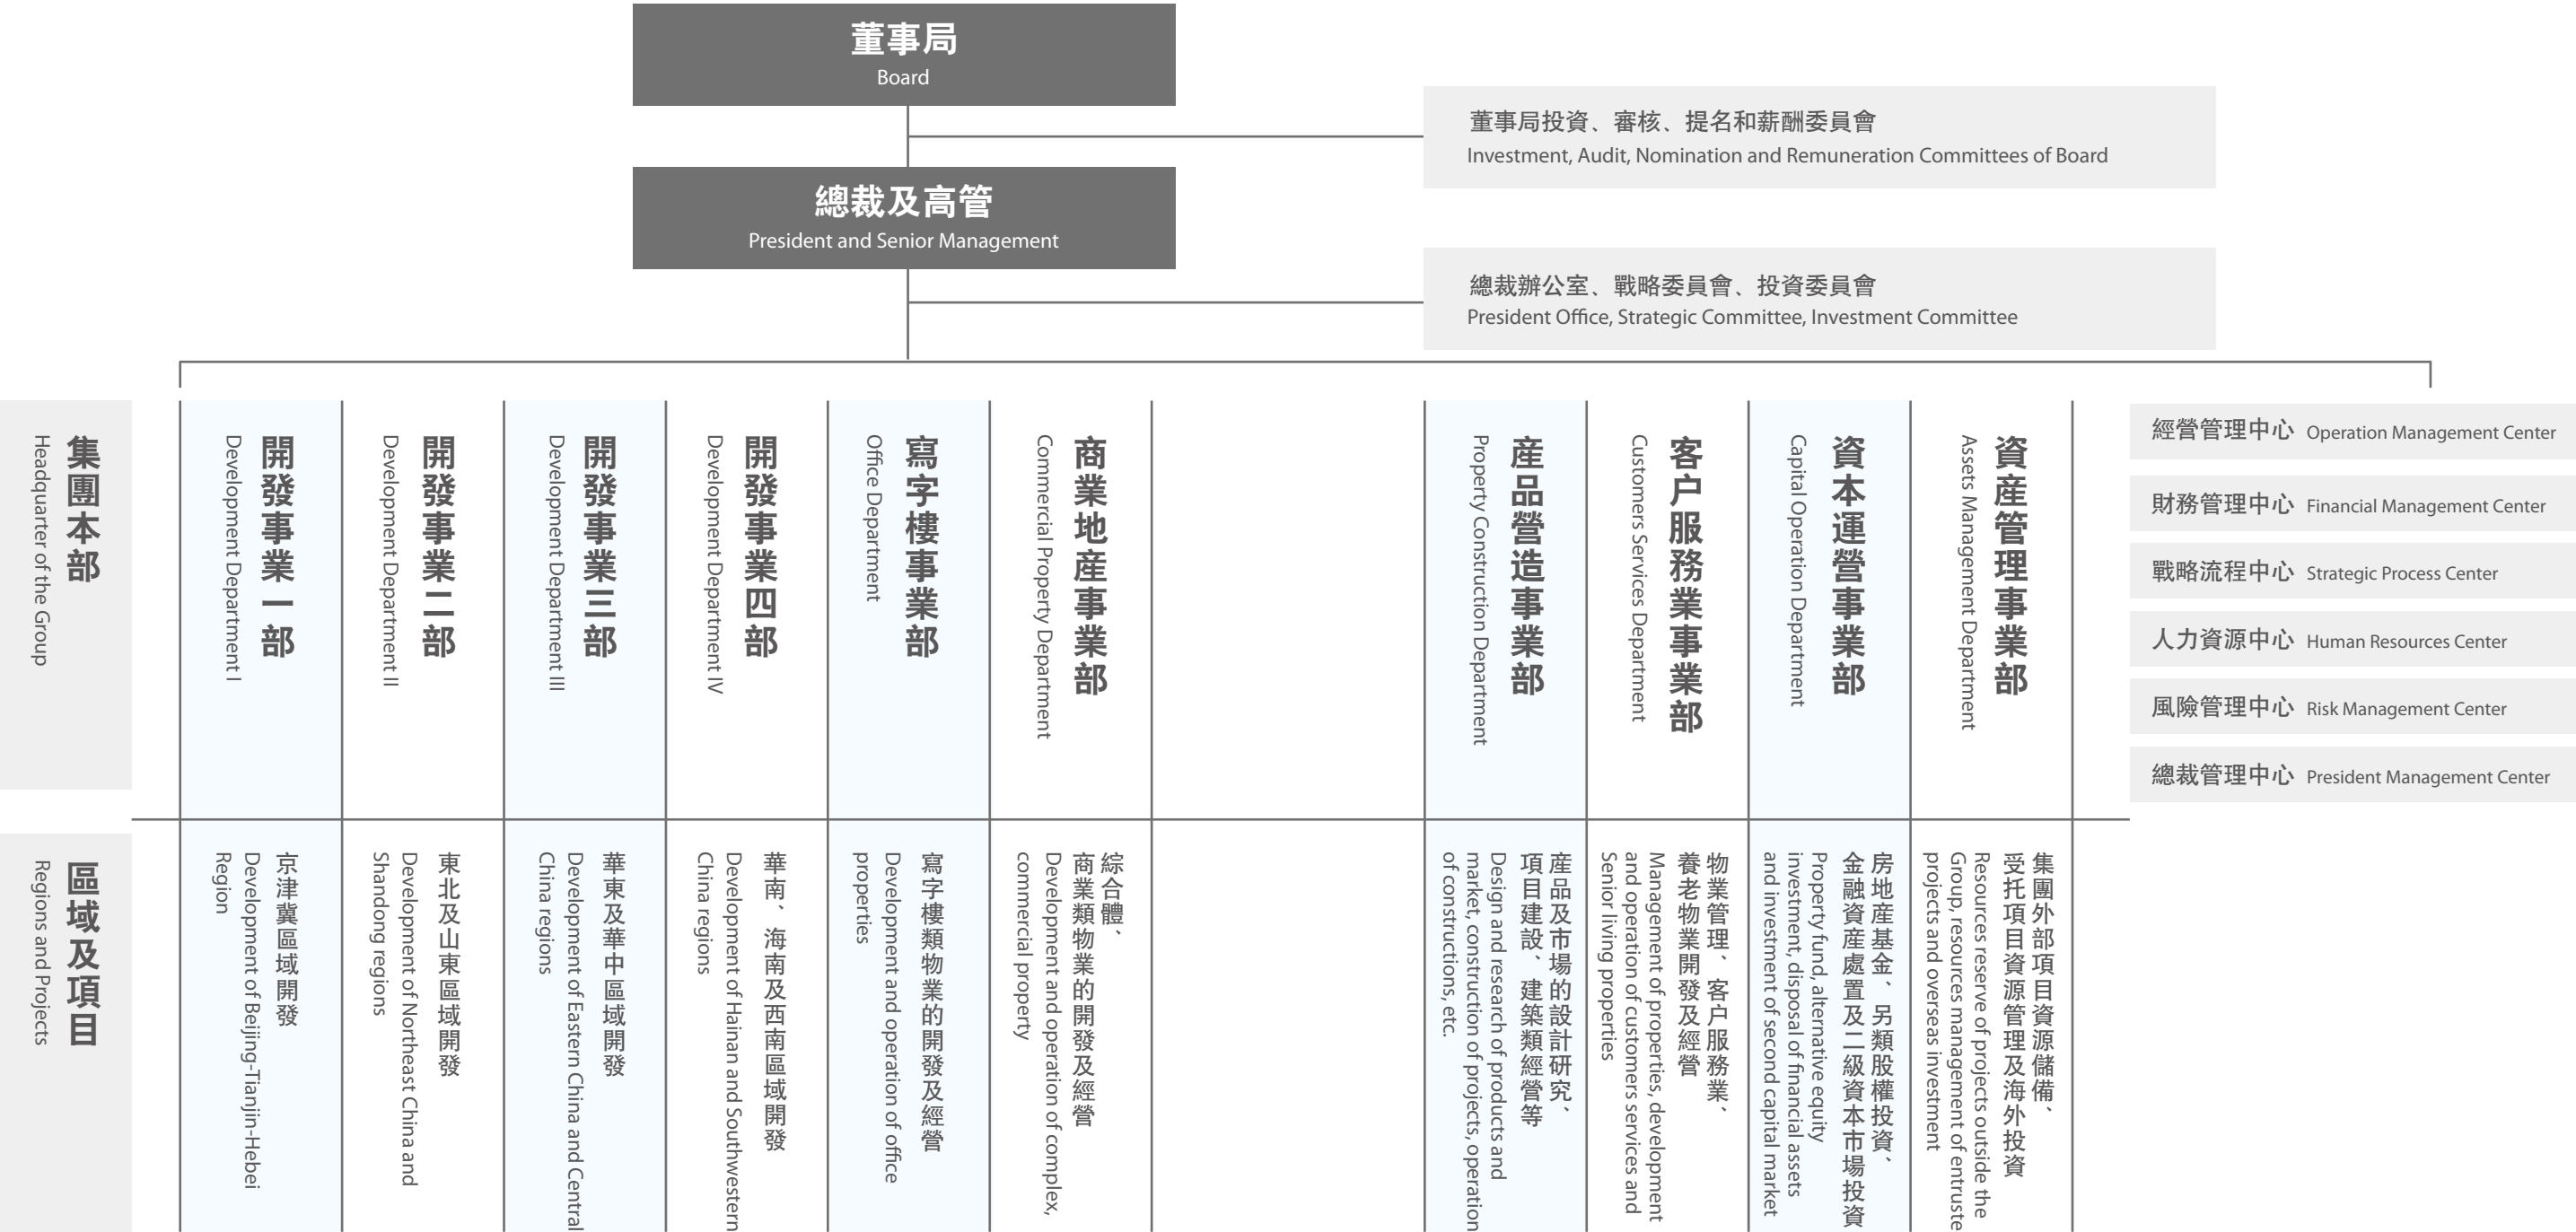 董事局
Board
董事局投資、審核、提名和薪酬委員會
Investment, Audit, Nomination and Remuneration Committees of Board
總裁及高管
President and Senior Management
總裁辦公室、戰略委員會、投資委員會
President Office, Strategic Committee, Investment Committee
集團本部
Headquarter of the Group
開發事業一部
Development Department I
開發事業二部
Development Department II
開發事業三部
Development Department III
開發事業四部
Development Department IV
寫字樓事業部
Office Department
商業地産事業部
Commercial Property Department
産品營造事業部
Property Construction Department
客户服務業事業部
Customers Services Department
資本運營事業部
Capital Operation Department
資産管理事業部
Assets Management Department
經營管理中心 Operation Management Center
財務管理中心 Financial Management Center
戰略流程中心 Strategic Process Center
人力資源中心 Human Resources Center
風險管理中心 Risk Management Center
總裁管理中心 President Management Center
區域及項目
Regions and Projects
京津冀區域開發
Development of Beijing-Tianjin-Hebei
Region
東北及山東區域開發
Development of Northeast China and
Shandong regions
華東及華中區域開發
Development of Eastern China and Central
China regions
華南、海南及西南區域開發
Development of Hainan and Southwestern
China regions
寫字樓類物業的開發及經營
Development and operation of office
properties
綜合體、
商業類物業的開發及經營
Development and operation of complex,
commercial property
産品及市場的設計研究、
項目建設、建築類經營等
Design and research of products and
market, construction of projects, operation
of constructions, etc.
物業管理、客户服務業、
養老物業開發及經營
Management of properties, development
and operation of customers services and
Senior living properties
房地産基金、另類股權投資、
金融資産處置及二級資本市場投資
Property fund, alternative equity
investment, disposal of financial assets
and investment of second capital market
集團外部項目資源儲備、
受托項目資源管理及海外投資
Resources reserve of projects outside the
Group, resources management of entruste
projects and overseas investment